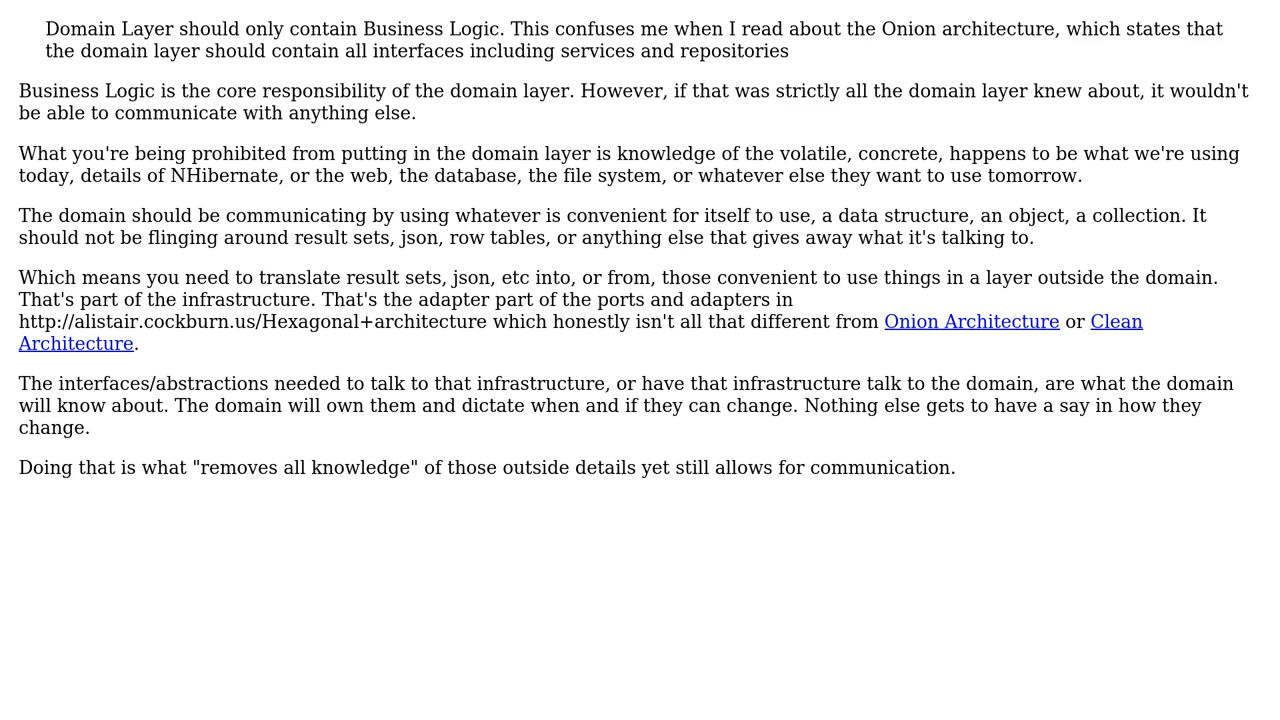 Domain Layer should only contain Business Logic. This confuses me when I read about the Onion architecture, which states that
the domain layer should contain all interfaces including services and repositories
Business Logic is the core responsibility of the domain layer. However, if that was strictly all the domain layer knew about, it wouldn't
be able to communicate with anything else.
What you're being prohibited from putting in the domain layer is knowledge of the volatile, concrete, happens to be what we're using
today, details of NHibernate, or the web, the database, the file system, or whatever else they want to use tomorrow.
The domain should be communicating by using whatever is convenient for itself to use, a data structure, an object, a collection. It
should not be flinging around result sets, json, row tables, or anything else that gives away what it's talking to.
Which means you need to translate result sets, json, etc into, or from, those convenient to use things in a layer outside the domain.
That's part of the infrastructure. That's the adapter part of the ports and adapters in
http://alistair.cockburn.us/Hexagonal+architecture which honestly isn't all that different from Onion Architecture or Clean
Architecture.
The interfaces/abstractions needed to talk to that infrastructure, or have that infrastructure talk to the domain, are what the domain
will know about. The domain will own them and dictate when and if they can change. Nothing else gets to have a say in how they
change.
Doing that is what "removes all knowledge" of those outside details yet still allows for communication.